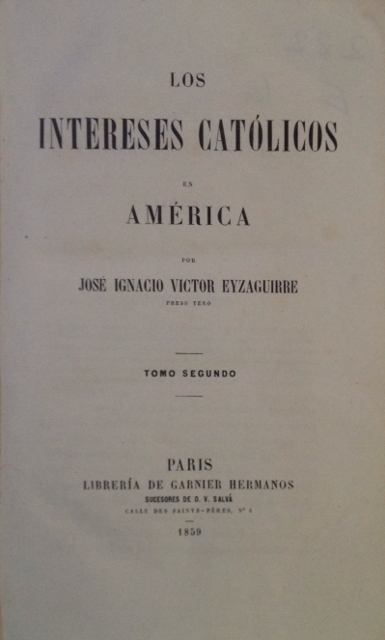 LOS
INTERESES CATÓLICOS
EN
AMÉRICA
POR
JOSÉ IGNACIO VICTOR EYZAGUIRRE
TOMO SEGUNDO
PARIS
LIBRERÍA DE GARNIER HERMANOS
SUCESORES DE D. V. SALVÁ
CALLE DES SAINTS-PÈRES, Nº 6
1859